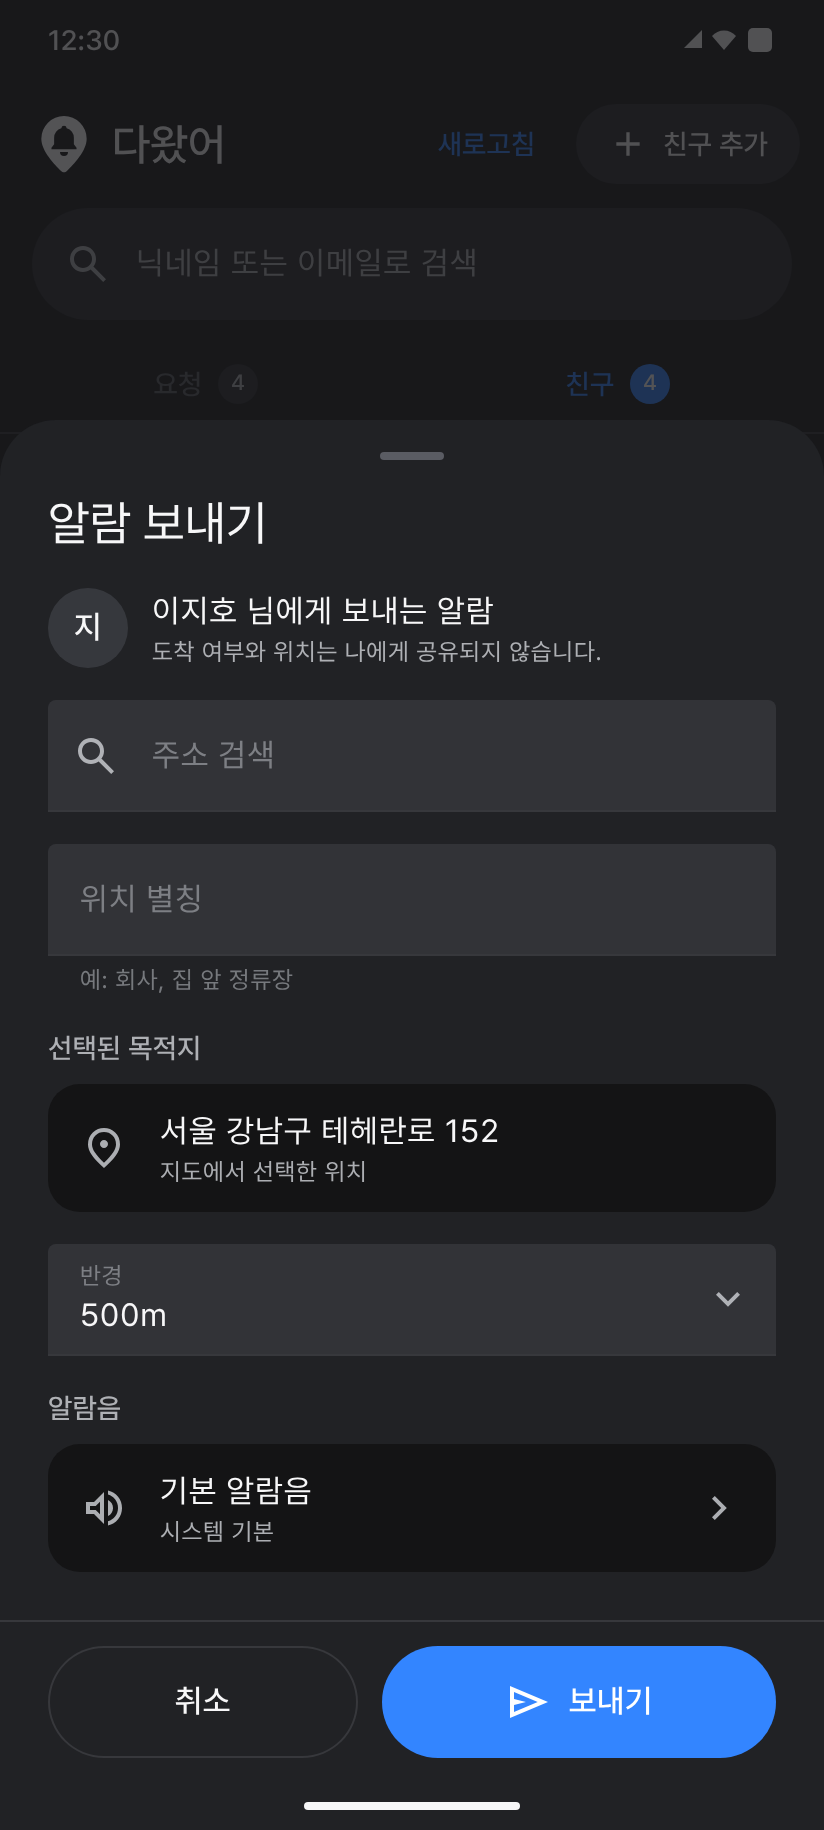 12:30
다왔어
새로고침
친구 추가
닉네임 또는 이메일로 검색
요청 4
친구 4
알람 보내기
지
이지호 님에게 보내는 알람
도착 여부와 위치는 나에게 공유되지 않습니다.
주소 검색
위치 별칭
예: 회사, 집 앞 정류장
선택된 목적지
서울 강남구 테헤란로 152
지도에서 선택한 위치
반경
500m
알람음
기본 알람음
시스템 기본
취소
보내기